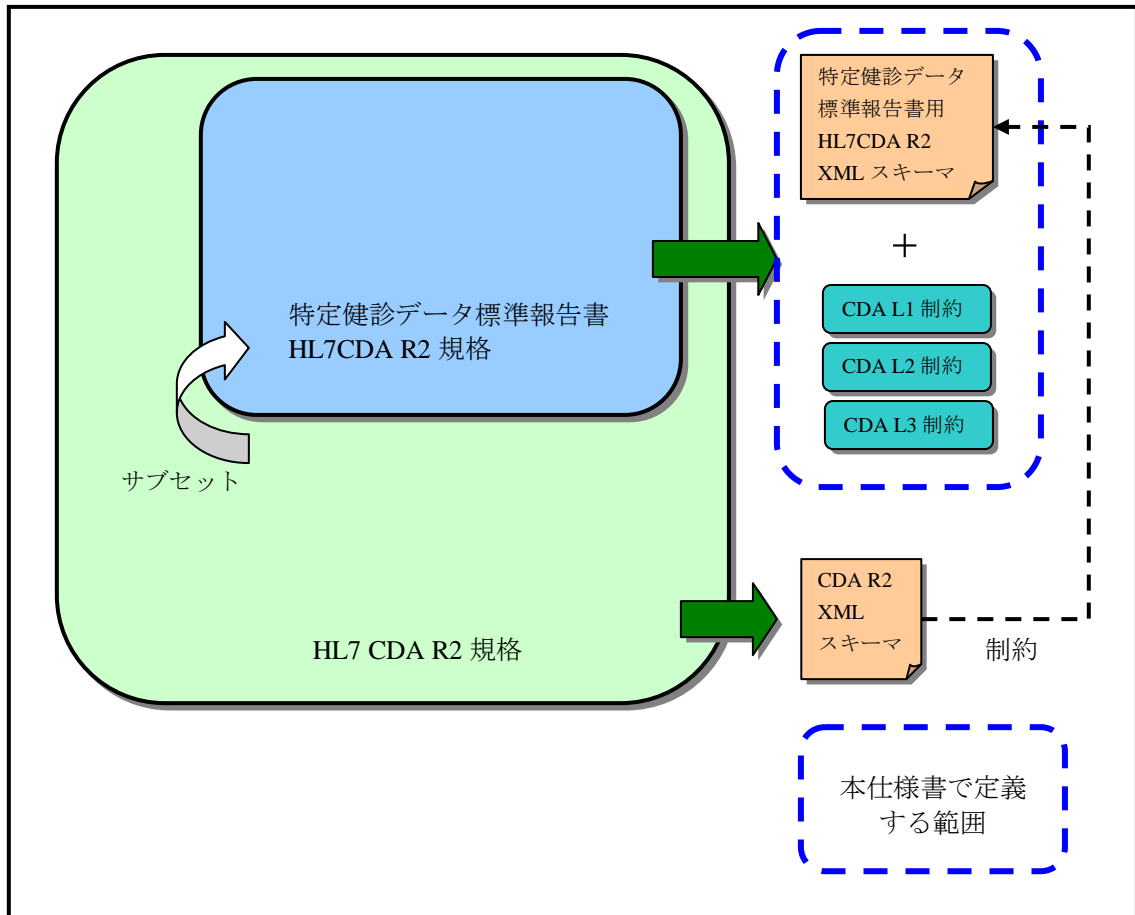 特定健診データ標準報告書
HL7CDA R2 規格
サブセット
HL7 CDA R2 規格
特定健診データ
標準報告書用
HL7CDA R2
XML スキーマ
＋
CDA L1 制約
CDA L2 制約
CDA L3 制約
CDA R2
XML
スキーマ
制約
本仕様書で定義
する範囲